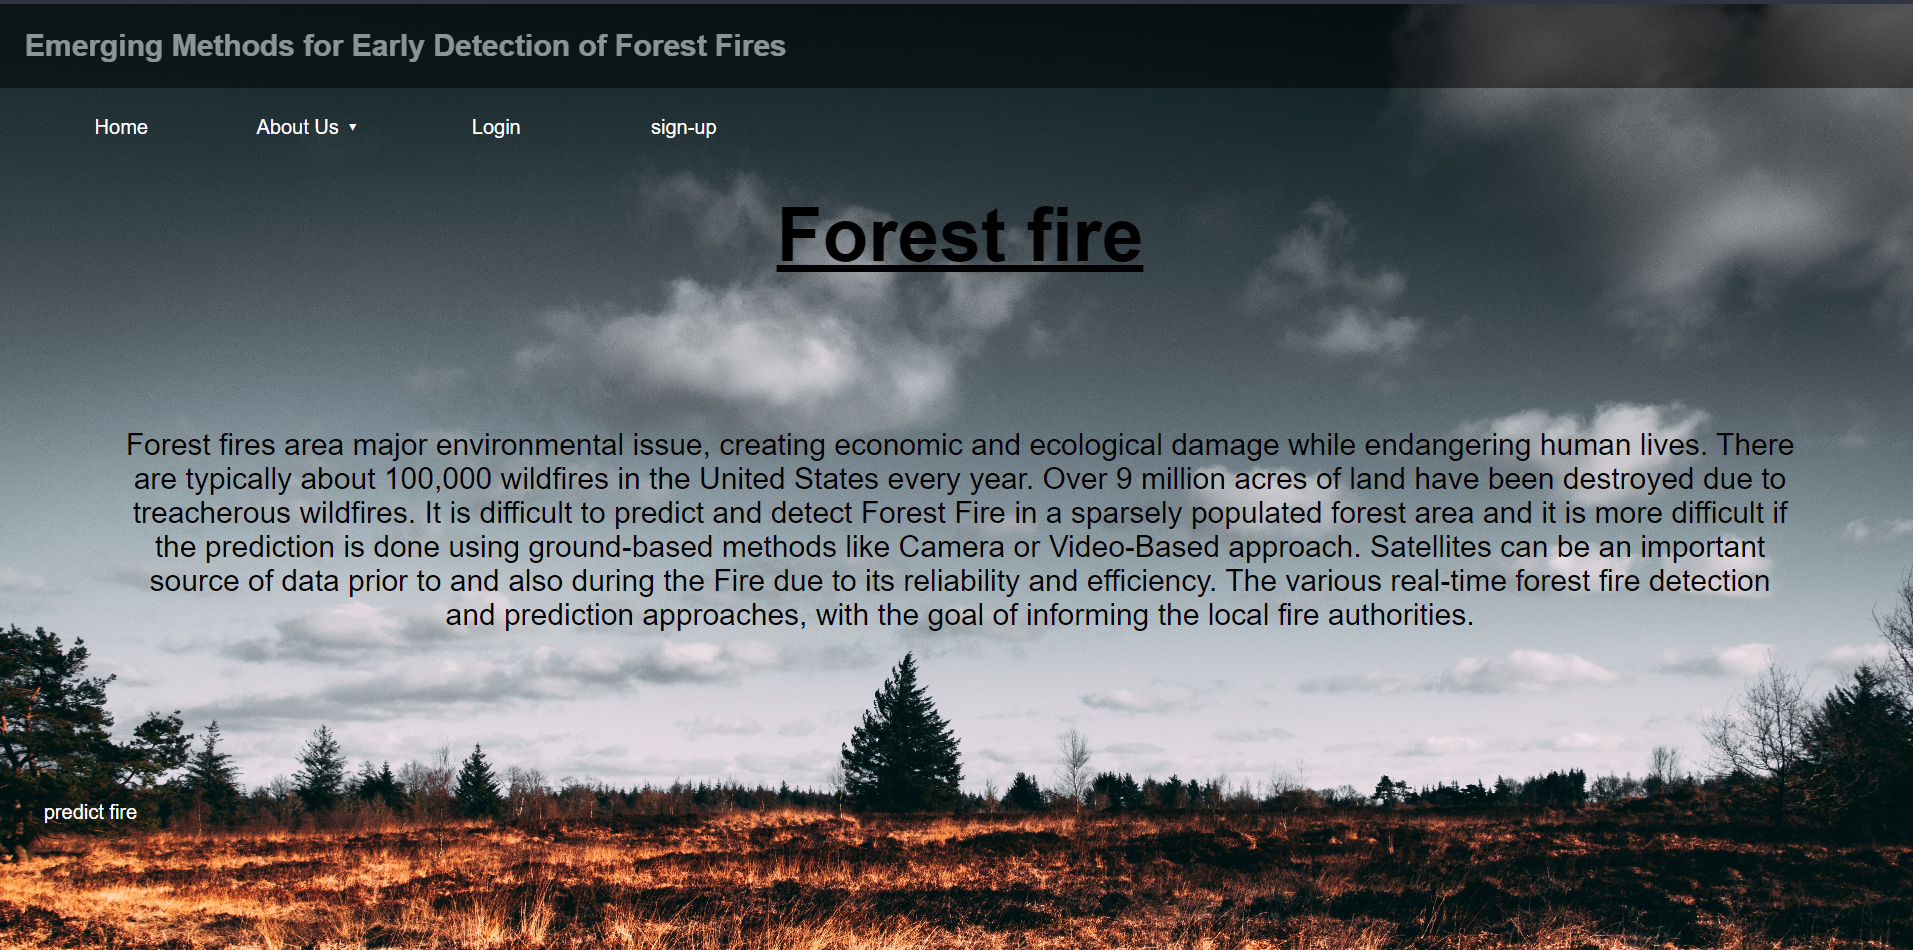 Emerging Methods for Early Detection of Forest Fires
Home About Us ▾ Login sign-up
Forest fire
Forest fires area major environmental issue, creating economic and ecological damage while endangering human lives. There
are typically about 100,000 wildfires in the United States every year. Over 9 million acres of land have been destroyed due to
treacherous wildfires. It is difficult to predict and detect Forest Fire in a sparsely populated forest area and it is more difficult if
the prediction is done using ground-based methods like Camera or Video-Based approach. Satellites can be an important
source of data prior to and also during the Fire due to its reliability and efficiency. The various real-time forest fire detection
and prediction approaches, with the goal of informing the local fire authorities.
predict fire